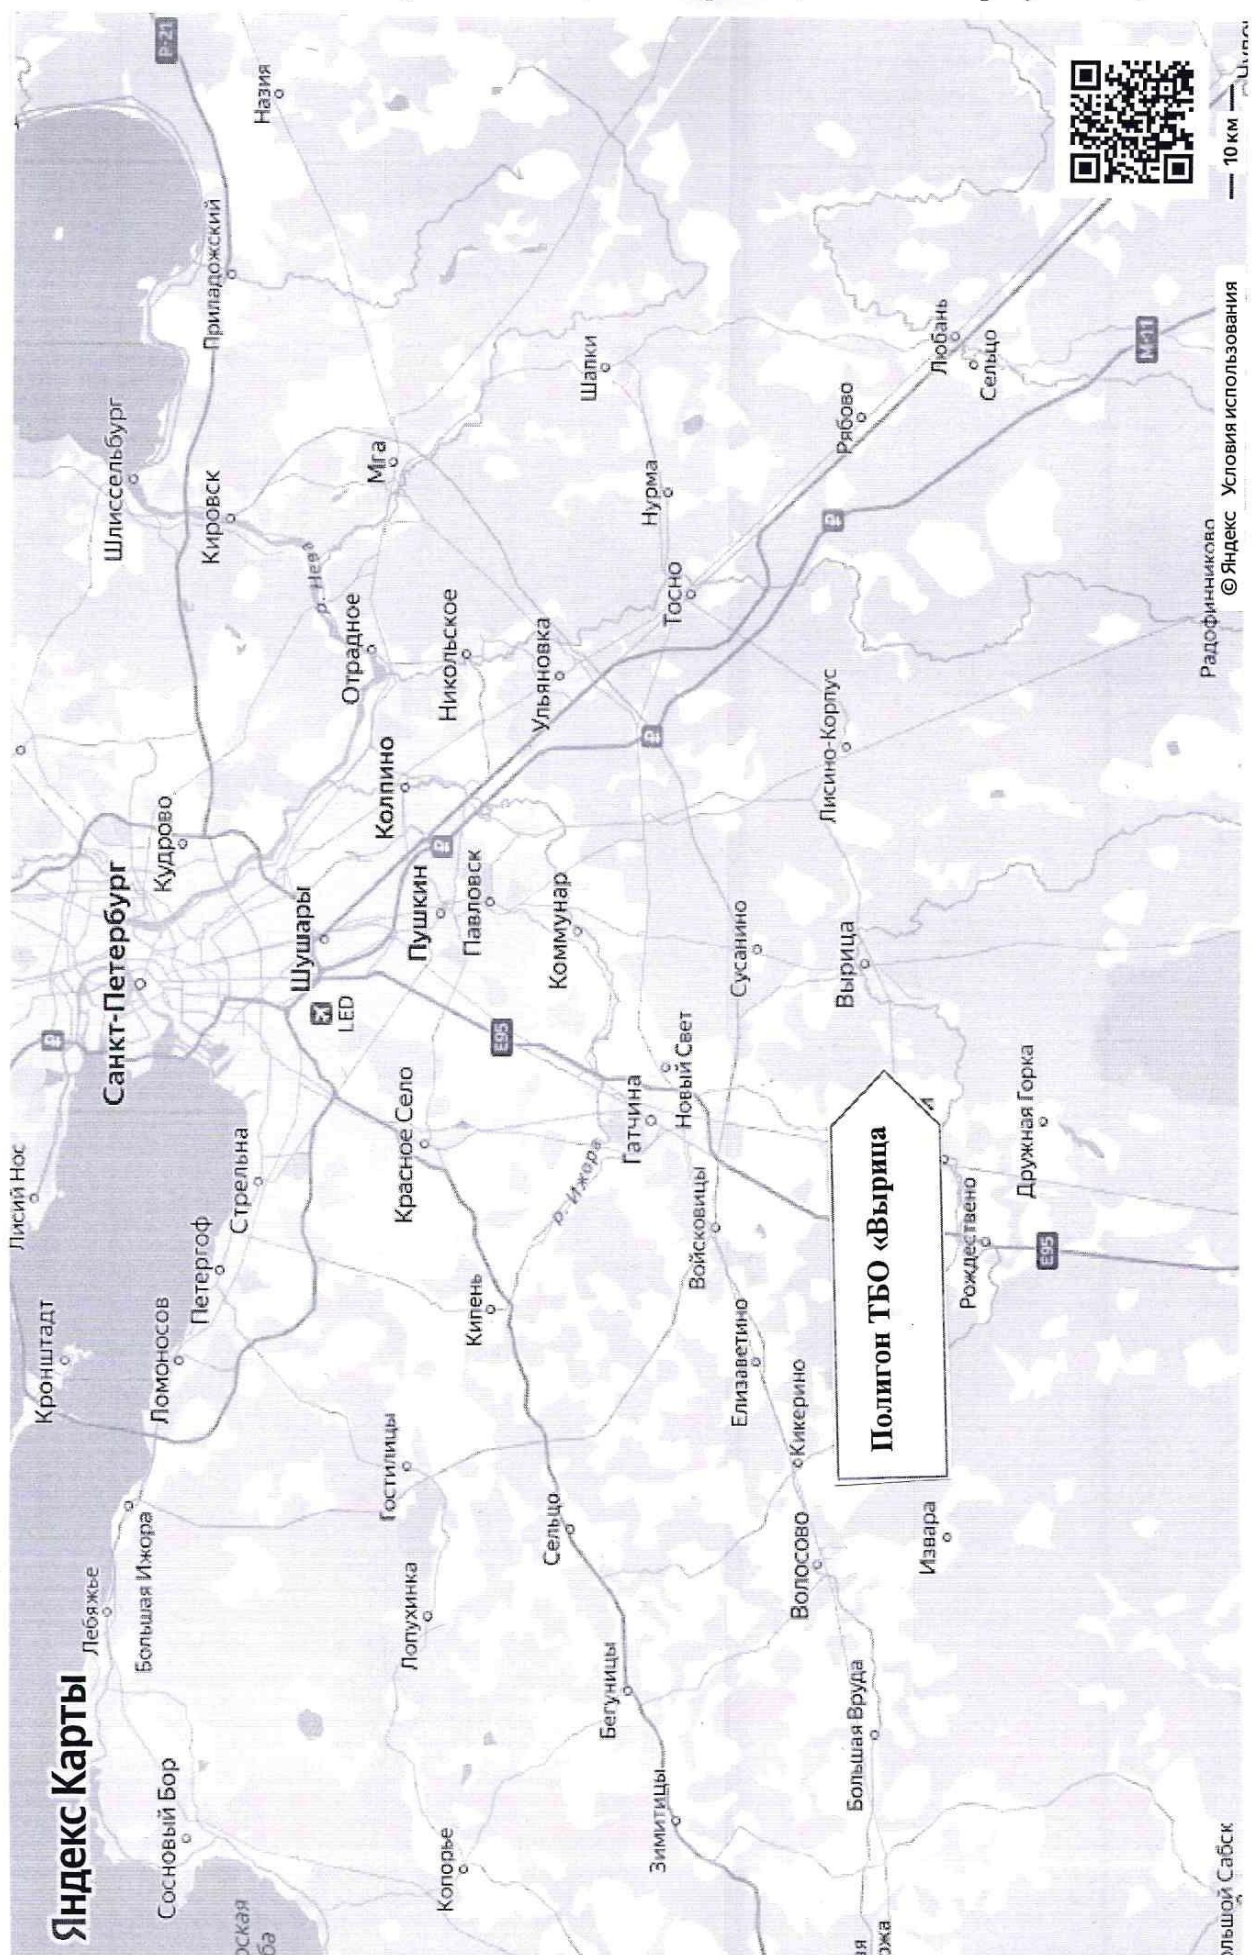 Яндекс Карты
Лисий Нос
Кронштадт
Санкт-Петербург
Кудрово
Шлиссельбург
Приладожский
Р-21
Назия
Кировск
р. Нева
Мга
Отрадное
Лебяжье
Большая Ижора
Ломоносов
Петергоф
Стрельна
Шушары
LED
Сосновый Бор
Колпино
Пушкин
Павловск
Никольское
Красное Село
E95
Гостилицы
Лопухинка
Копорье
Кипень
р. Ижора
Коммунар
Ульяновка
Шапки
Нурма
Тосно
Сельцо
Бегуницы
Зимитицы
Гатчина
Новый Свет
Войсковицы
Сусанино
Елизаветино
Кикерино
Волосово
Большая Вруда
Вырица
Лисино-Корпус
Рябово
Любань
Сельцо
М-11
Полигон ТБО «Вырица
Извара
Рождествено
Дружная Горка
E95
Радофинниково
© Яндекс Условия использования
10 км